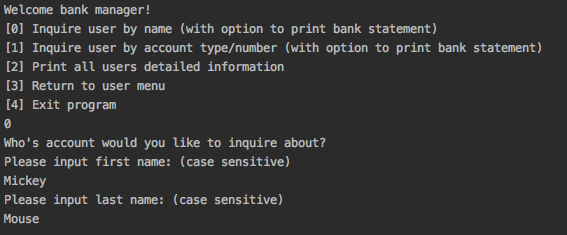 Welcome bank manager!
[0] Inquire user by name (with option to print bank statement)
[1] Inquire user by account type/number (with option to print bank statement)
[2] Print all users detailed information
[3] Return to user menu
[4] Exit program
0
Who's account would you like to inquire about?
Please input first name: (case sensitive)
Mickey
Please input last name: (case sensitive)
Mouse